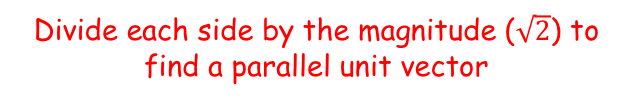 Divide each side by the magnitude (√2) to
find a parallel unit vector